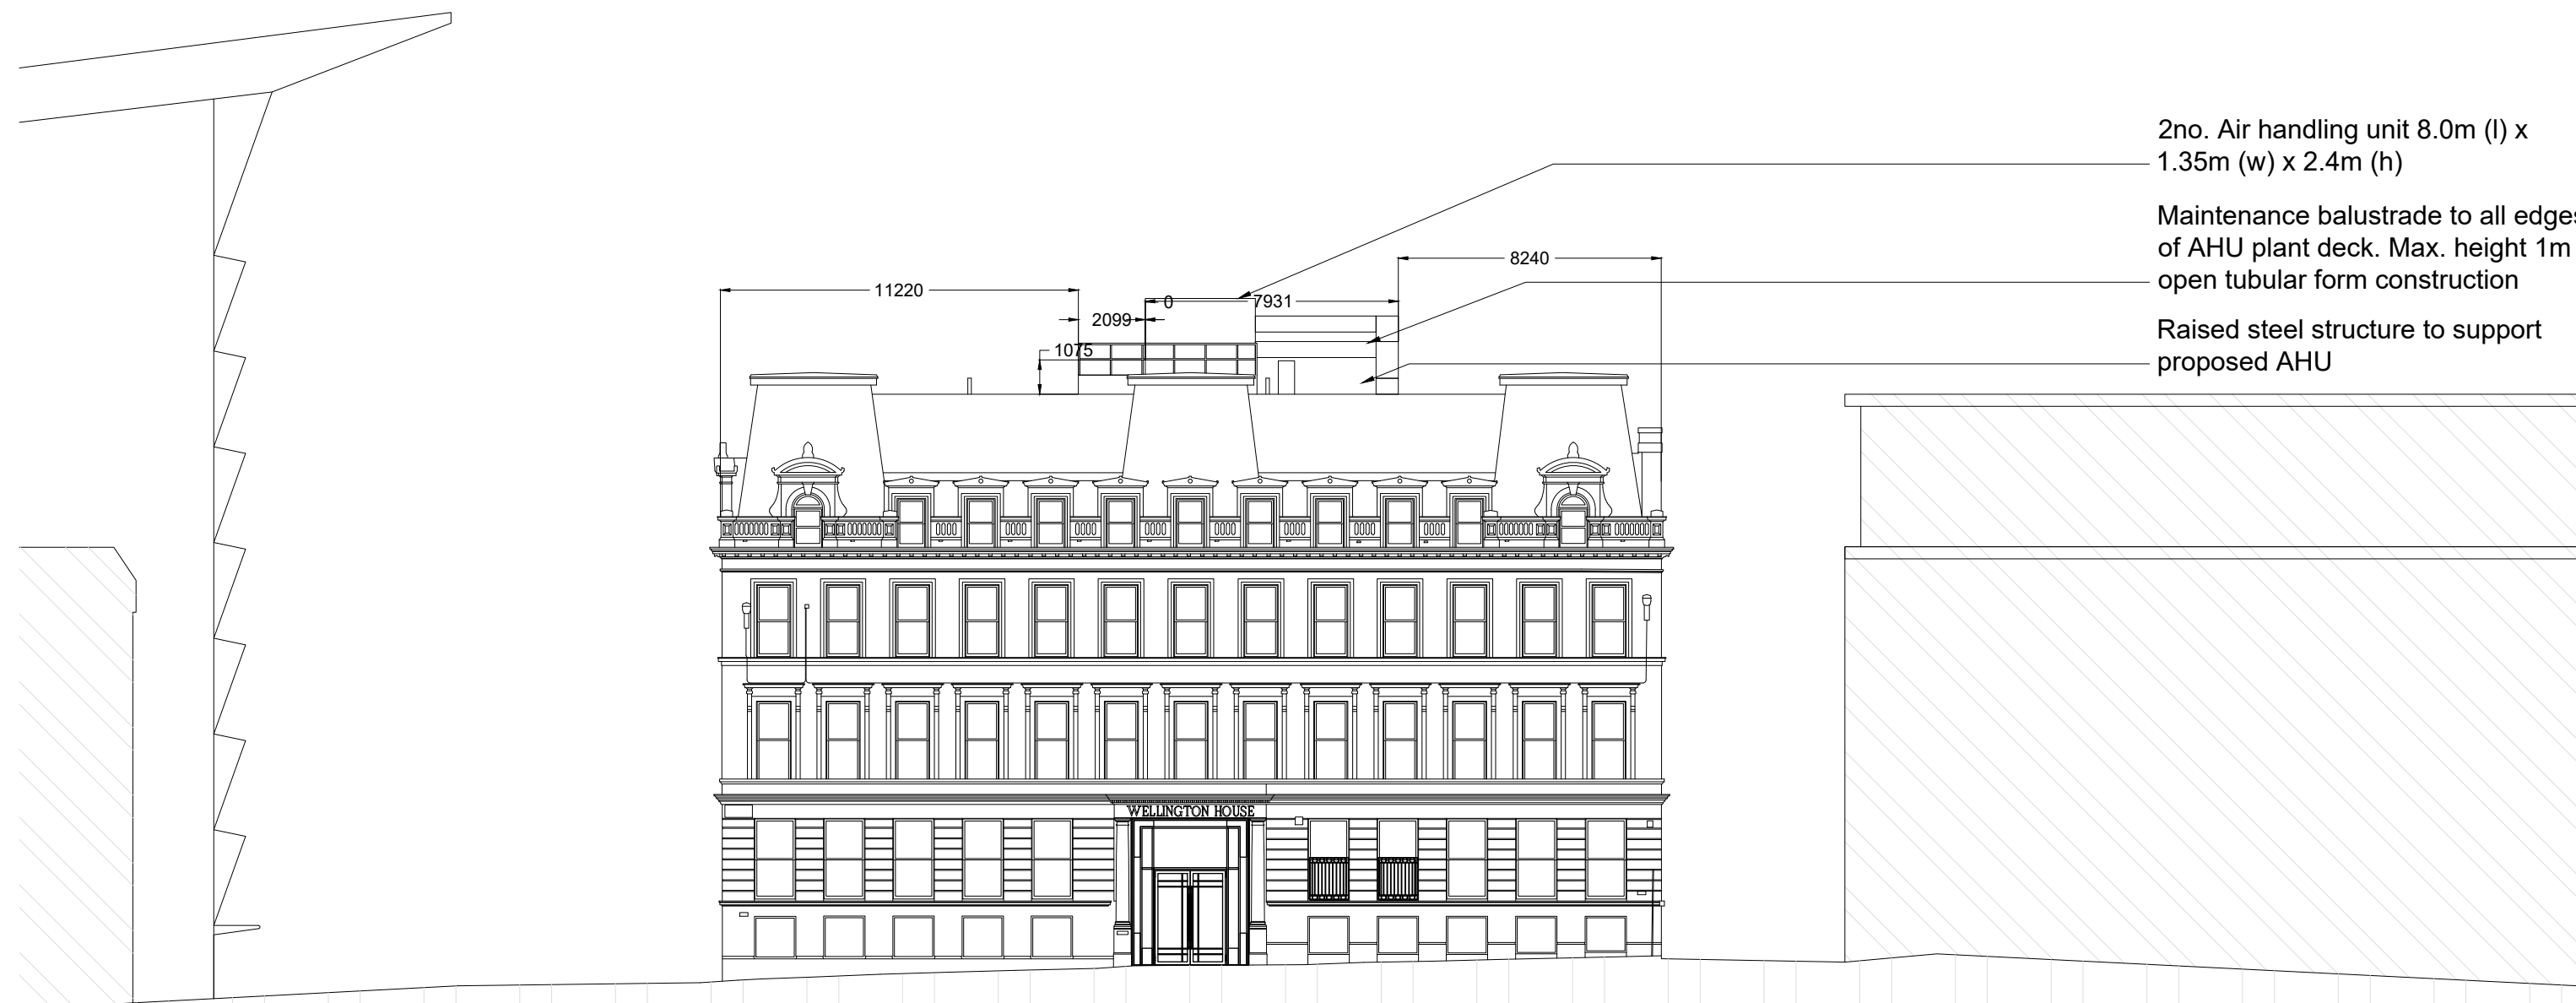 2no. Air handling unit 8.0m (l) x
1.35m (w) x 2.4m (h)
Maintenance balustrade to all edges
of AHU plant deck. Max. height 1m
open tubular form construction
Raised steel structure to support
proposed AHU
8240
11220
0
7931
2099
1075
WELLINGTON HOUSE